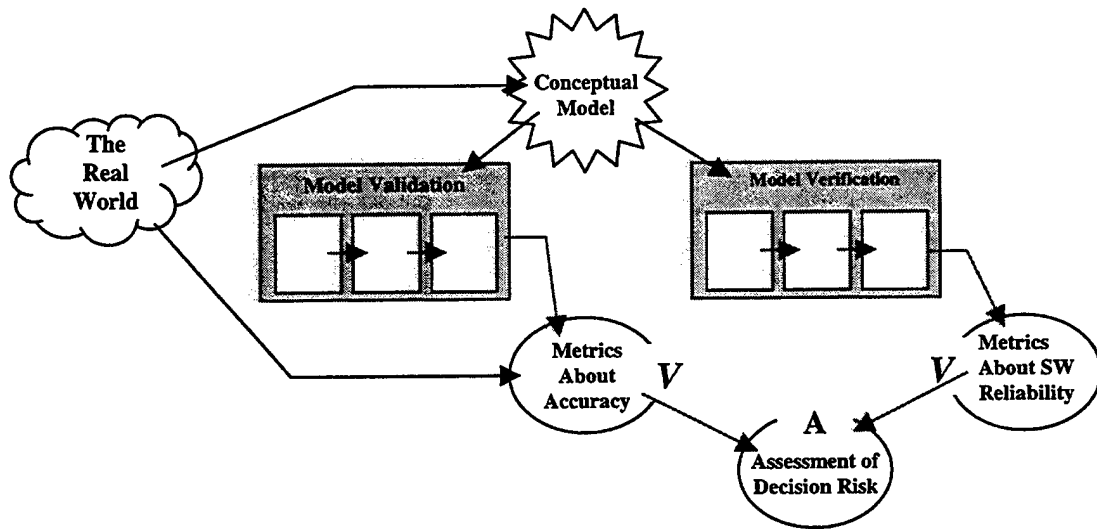 Conceptual
Model
The
Real
World
Model Validation
Model Verification
Metrics
About
Accuracy
V
V
Metrics
About SW
Reliability
A
Assessment of
Decision Risk